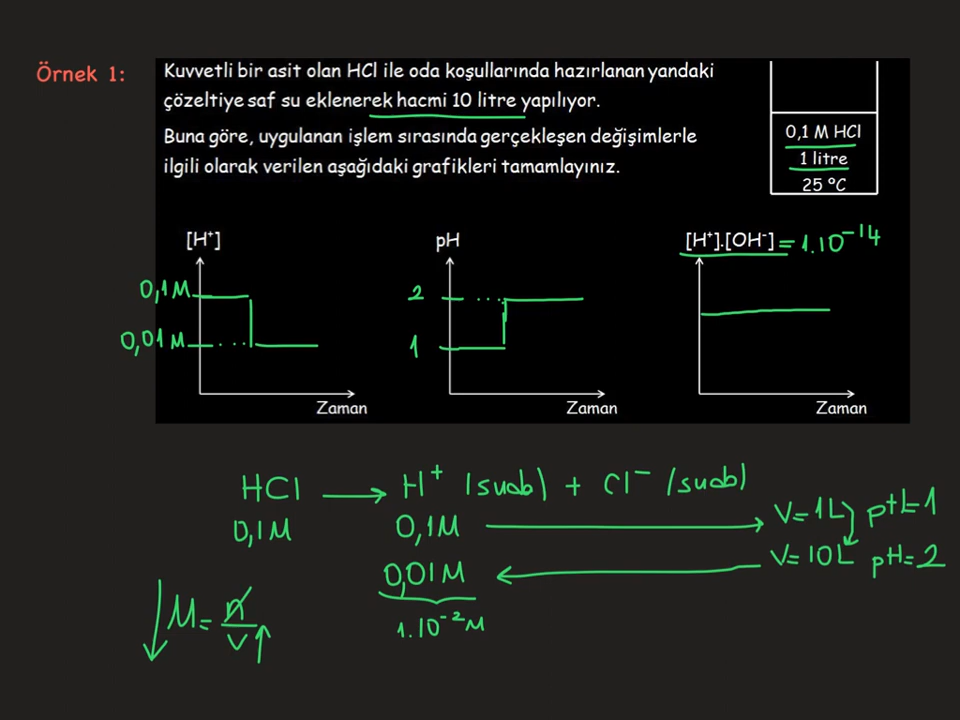 Örnek 1:
Kuvvetli bir asit olan HCl ile oda koşullarında hazırlanan yandaki
çözeltiye saf su eklenerek hacmi 10 litre yapılıyor.
Buna göre, uygulanan işlem sırasında gerçekleşen değişimlerle
ilgili olarak verilen aşağıdaki grafikleri tamamlayınız.
0,1 M HCl
1 litre
25 °C
[H⁺]
0,1M
0,01M
Zaman
pH
2
1
Zaman
[H⁺].[OH⁻] = 1.10⁻¹⁴
Zaman
HCl → H⁺ (suda) + Cl⁻ (suda)
0,1M 0,1M → V=1L pH=1
0,01M ← V=10L pH=2
1.10⁻²M
↓ M = n/V ↑